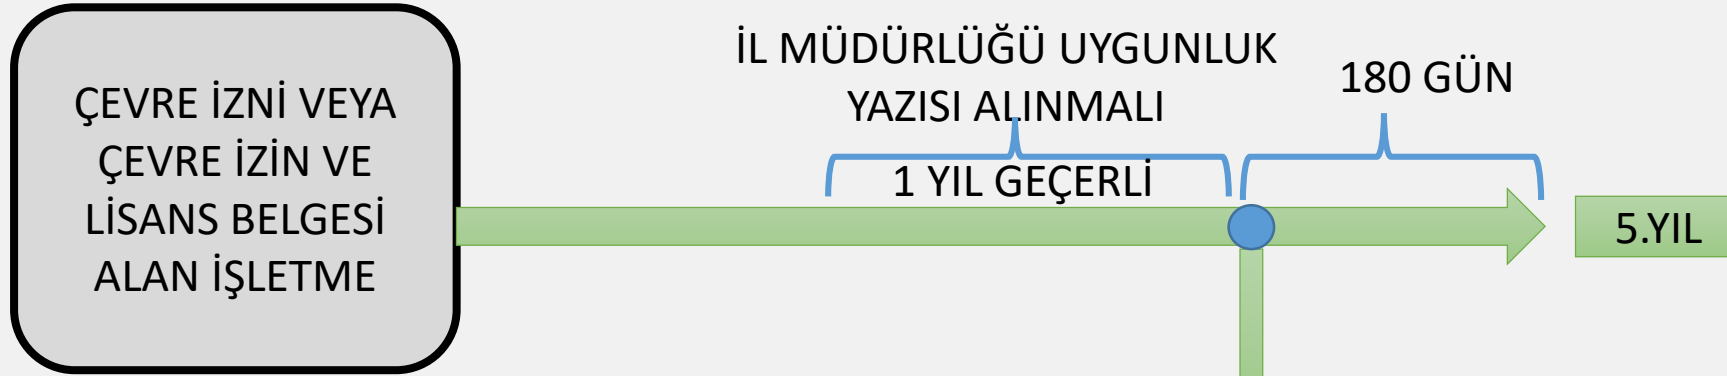 ÇEVRE İZNİ VEYA
ÇEVRE İZİN VE
LİSANS BELGESİ
ALAN İŞLETME
İL MÜDÜRLÜĞÜ UYGUNLUK
YAZISI ALINMALI
1 YIL GEÇERLİ
180 GÜN
5.YIL